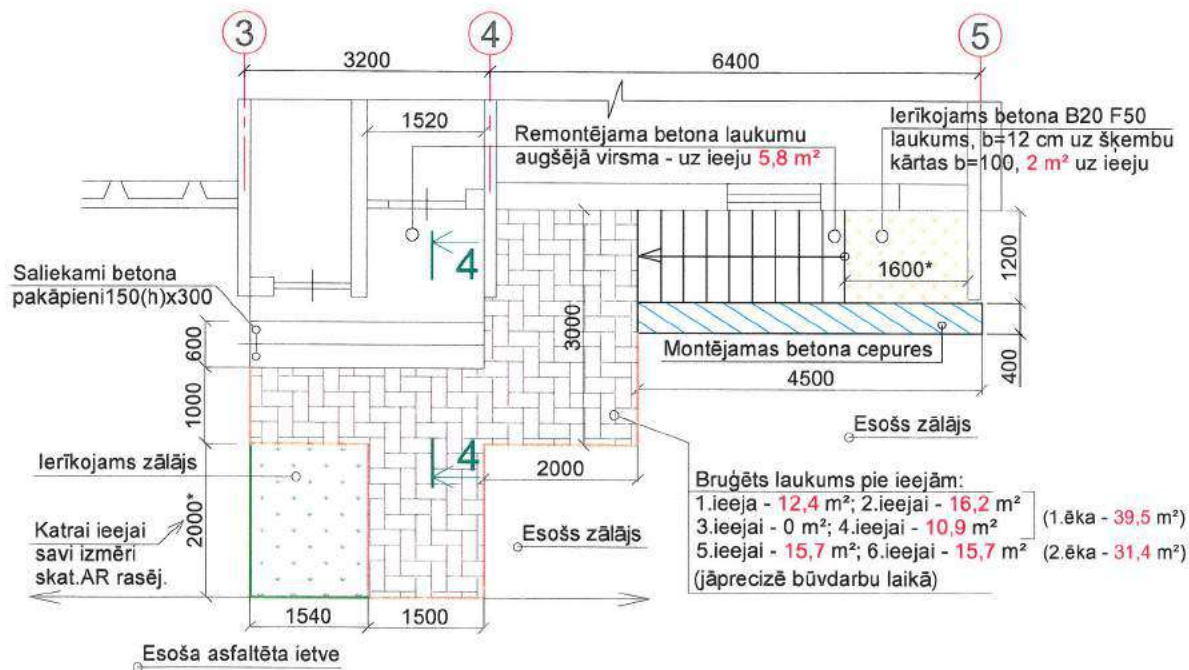 3
4
5
3200
6400
1520
Remontējama betona laukumu
augšējā virsma - uz ieeju 5,8 m²
Ierīkojams betona B20 F50
laukums, b=12 cm uz šķembu
kārtas b=100, 2 m² uz ieeju
4
1600*
1200
Saliekami betona
pakāpieni150(h)x300
600
3000
Montējamas betona cepures
400
4500
1000
Esošs zālājs
4
Ierīkojams zālājs
2000
Bruģēts laukums pie ieejām:
1.ieeja - 12,4 m²; 2.ieejai - 16,2 m²
3.ieejai - 0 m²; 4.ieejai - 10,9 m²
(1.ēka - 39,5 m²)
5.ieejai - 15,7 m²; 6.ieejai - 15,7 m²
(2.ēka - 31,4 m²)
(jāprecizē būvdarbu laikā)
Katrai ieejai
savi izmēri
skat.AR rasēj.
2000*
Esošs zālājs
1540
1500
Esoša asfaltēta ietve